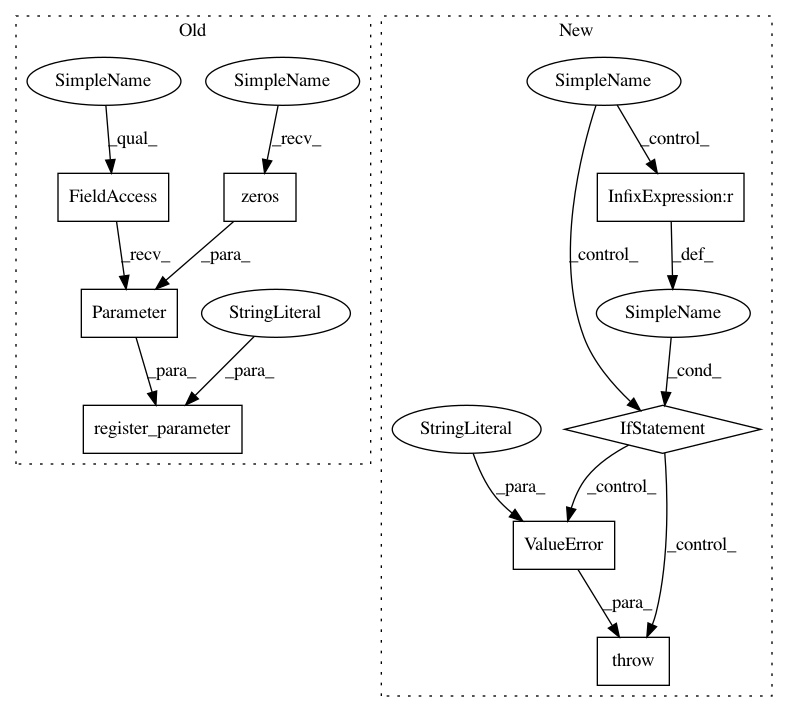 Old
New
SimpleName
SimpleName
SimpleName
_qual_
_recv_
_control_
FieldAccess
zeros
InfixExpression:r
_recv_
_para_
_control_
_def_
Parameter
StringLiteral
SimpleName
_para_
_para_
_cond_
register_parameter
StringLiteral
IfStatement
_para_
_control_
ValueError
_control_
_para_
throw